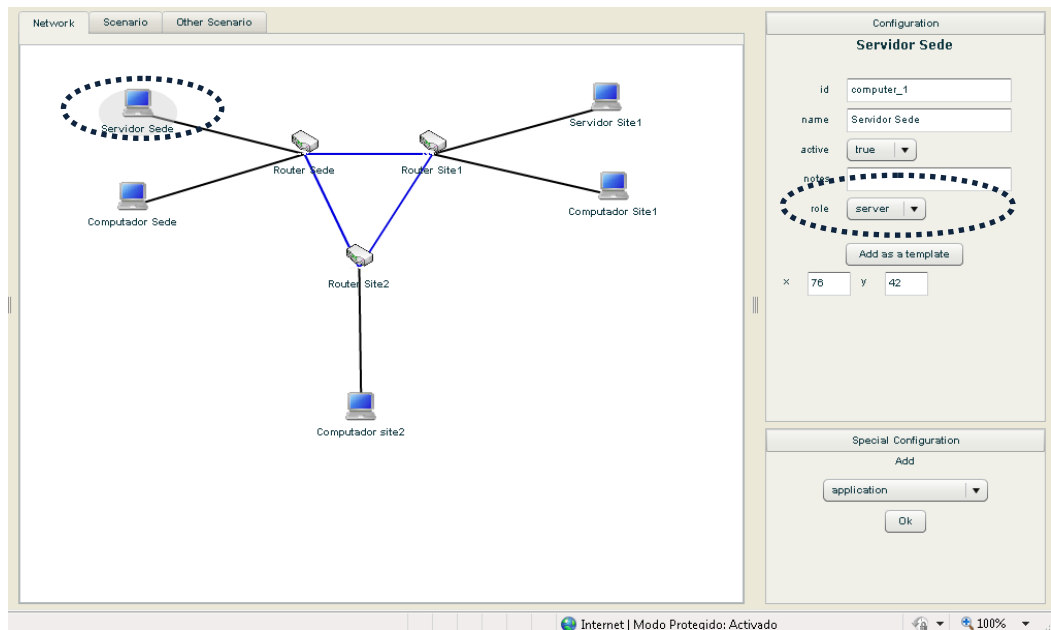 Network
Scenario
Other Scenario
Servidor Sede
Router Sede
Computador Sede
Router Site1
Servidor Site1
Computador Site1
Router Site2
Computador site2
Configuration
Servidor Sede
id computer_1
name Servidor Sede
active true
notes
role server
Add as a template
x 76 y 42
Special Configuration
Add
application
Ok
Internet | Modo Protegido: Activado
100%